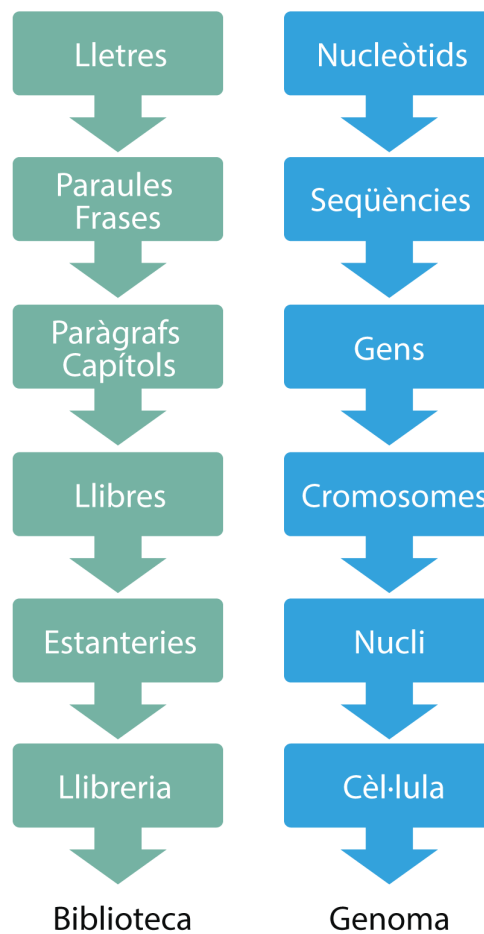 Lletres
Paraules
Frases
Paràgrafs
Capítols
Llibres
Estanteries
Llibreria
Biblioteca
Nucleòtids
Seqüències
Gens
Cromosomes
Nucli
Cèl·lula
Genoma